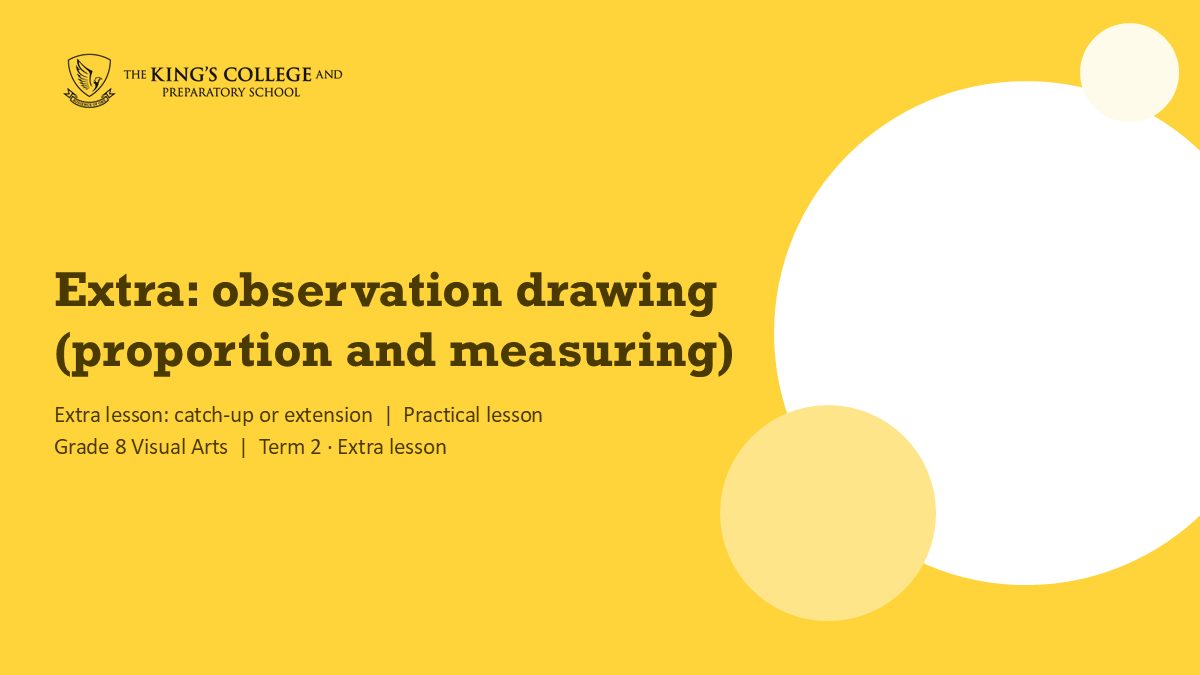 THE KING'S COLLEGE AND
PREPARATORY SCHOOL
Extra: observation drawing
(proportion and measuring)
Extra lesson: catch-up or extension | Practical lesson
Grade 8 Visual Arts | Term 2 · Extra lesson